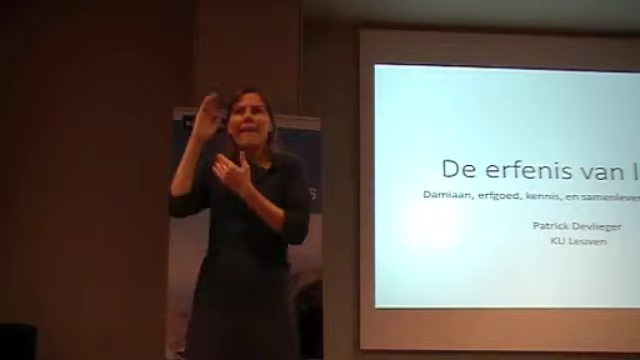 De erfenis van
Damiaan, erfgoed, kennis, en samenleven
Patrick Devlieger
KU Leuven